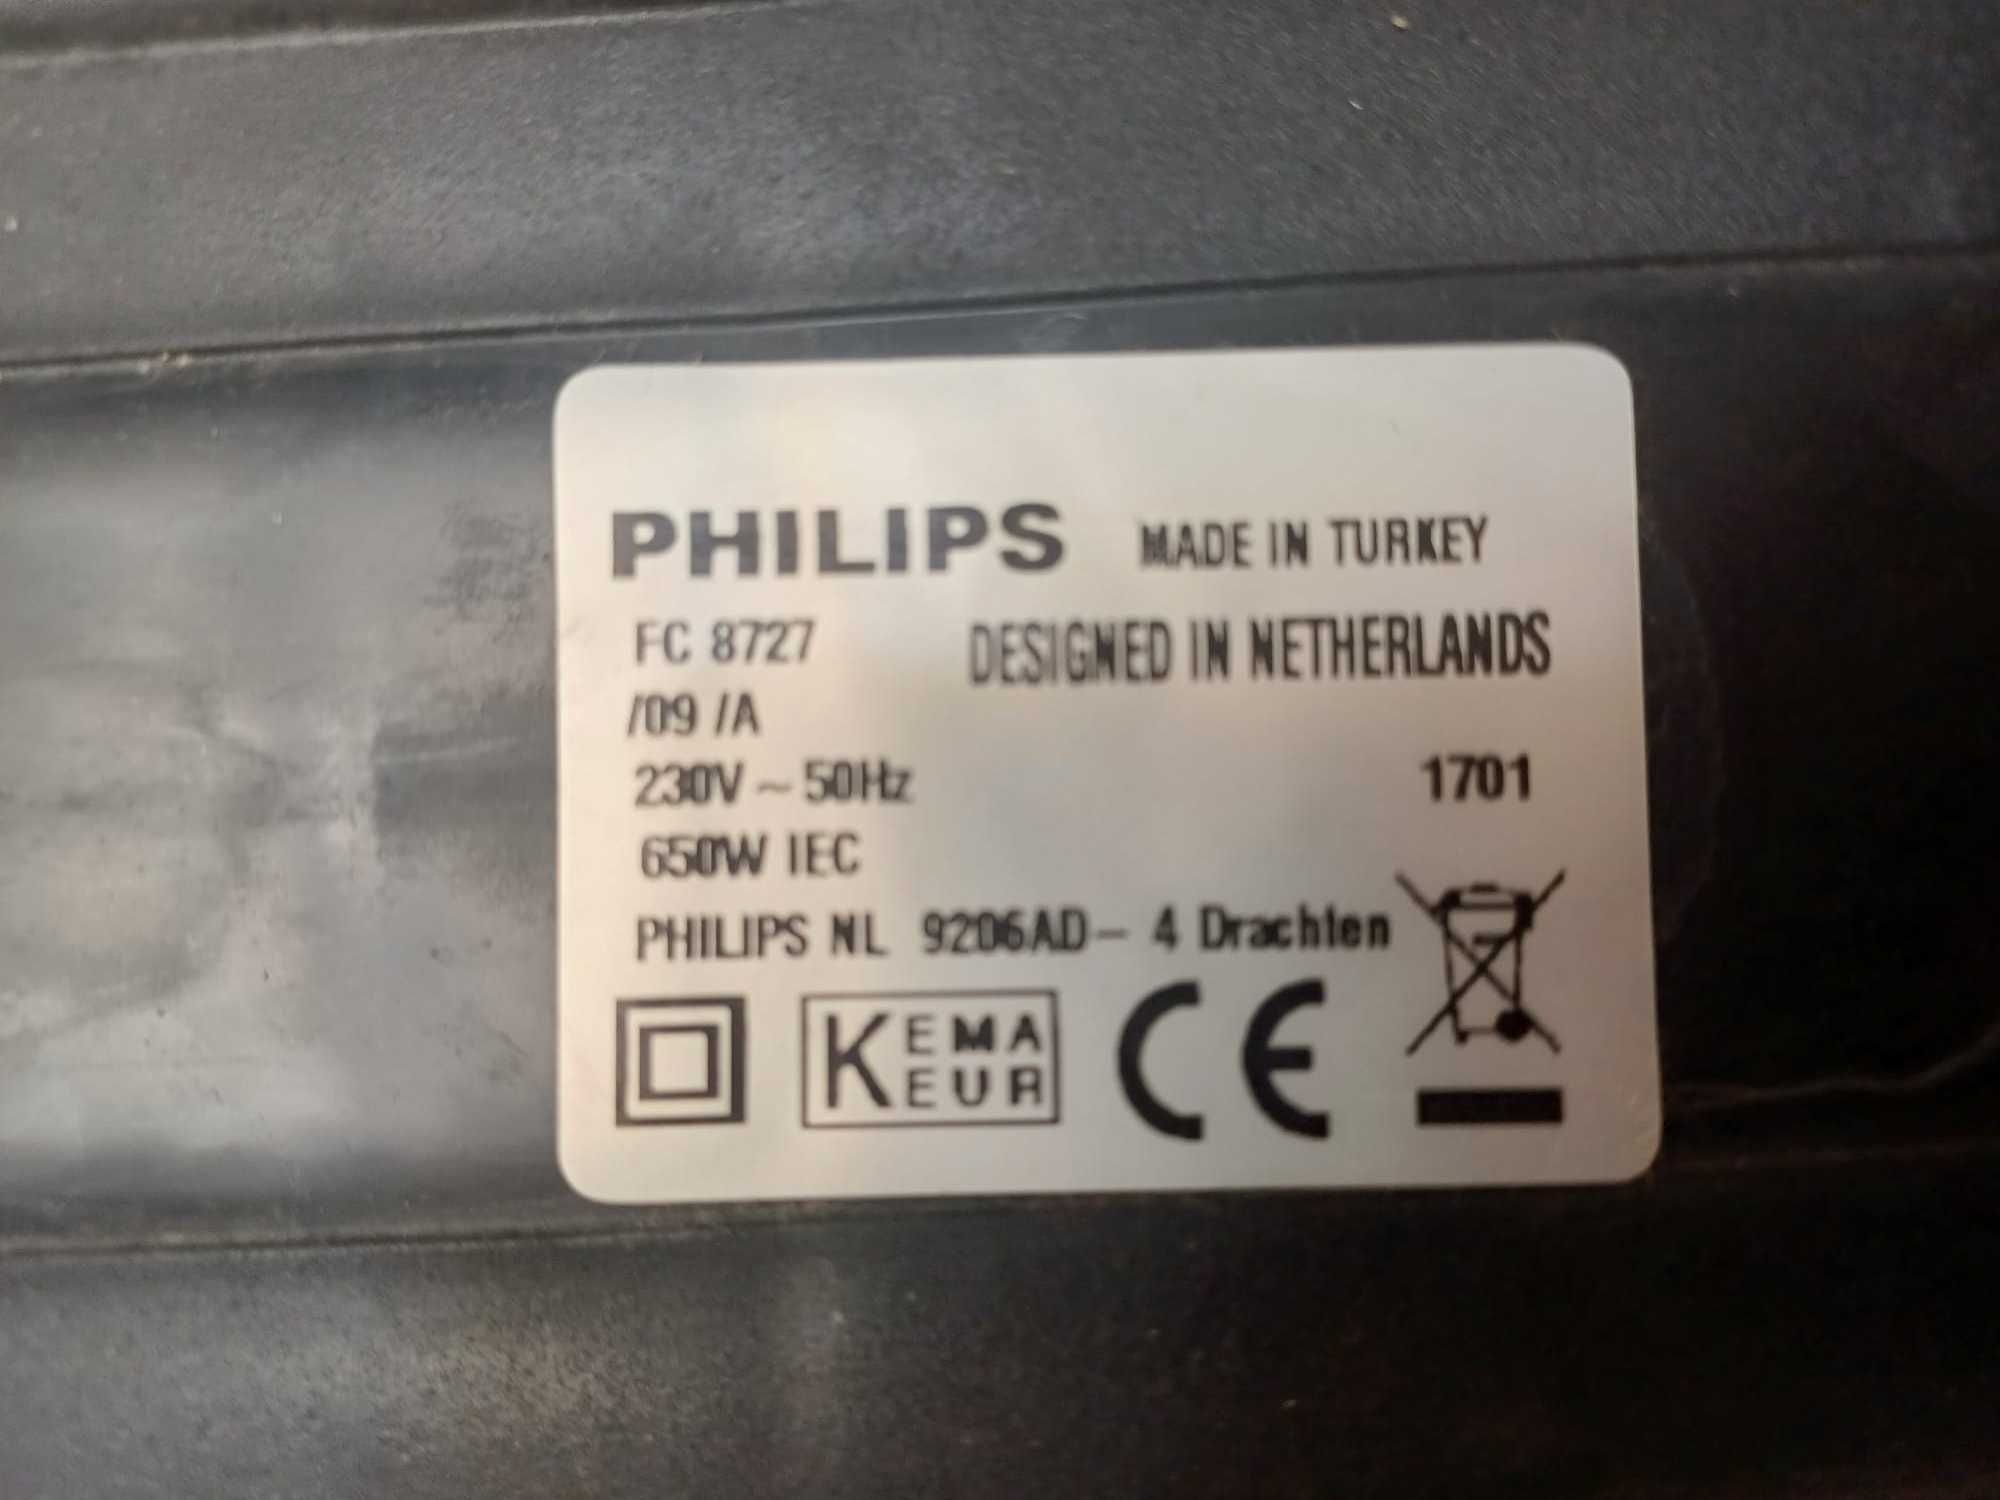 PHILIPS MADE IN TURKEY
FC 8727 DESIGNED IN NETHERLANDS
/09 /A
230V ~ 50Hz 1701
650W IEC
PHILIPS NL 9206AD- 4 Drachten
KEMA
EUR
CE